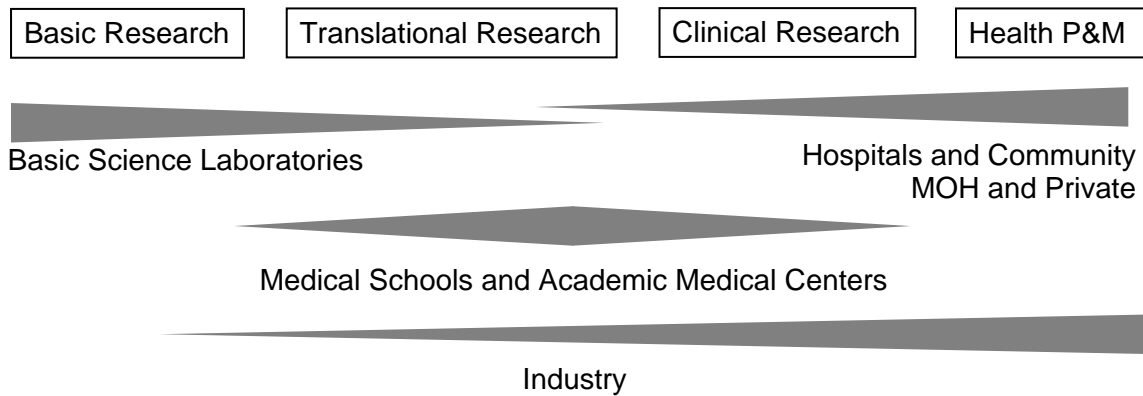 Basic Research
Translational Research
Clinical Research
Health P&M
Basic Science Laboratories
Hospitals and Community
MOH and Private
Medical Schools and Academic Medical Centers
Industry